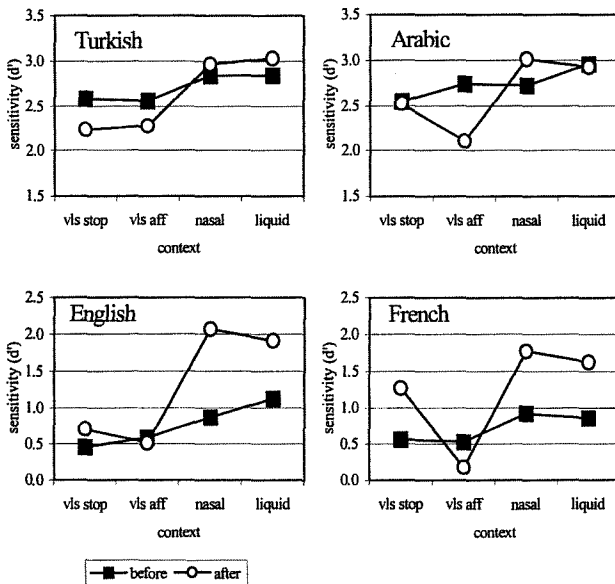 Turkish
sensitivity (d')
3.5
3.0
2.5
2.0
1.5
vls stop vls aff nasal liquid
context
Arabic
sensitivity (d')
3.5
3.0
2.5
2.0
1.5
vls stop vls aff nasal liquid
context
English
sensitivity (d')
2.5
2.0
1.5
1.0
0.5
0.0
vls stop vls aff nasal liquid
context
French
sensitivity (d')
2.5
2.0
1.5
1.0
0.5
0.0
vls stop vls aff nasal liquid
context
before after